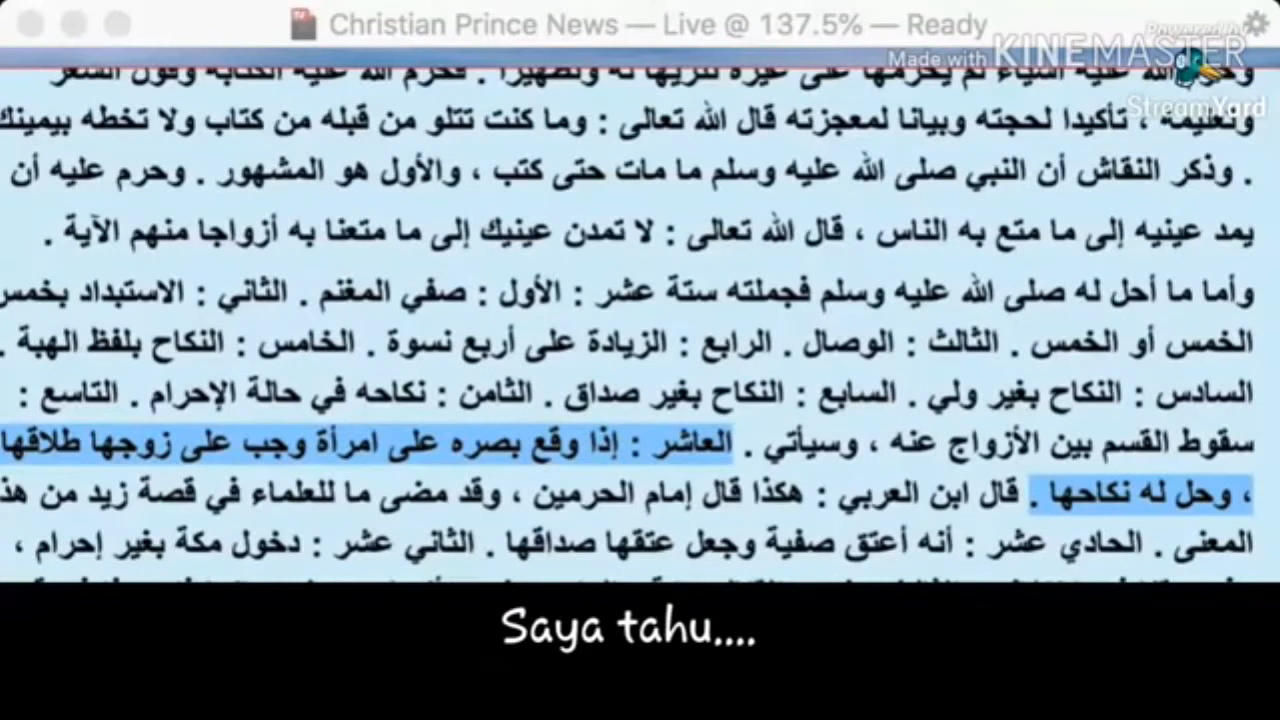 Christian Prince News — Live @ 137.5% — Ready
Powered by
Made with KINEMASTER
StreamYard
وتعليمه ، تأكيدا لحجته وبيانا لمعجزته قال الله تعالى : وما كنت تتلو من قبله من كتاب ولا تخطه بيمينك
. وذكر النقاش أن النبي صلى الله عليه وسلم ما مات حتى كتب ، والأول هو المشهور . وحرم عليه أن
يمد عينيه إلى ما متع به الناس ، قال الله تعالى : لا تمدن عينيك إلى ما متعنا به أزواجا منهم الآية .
وأما ما أحل له صلى الله عليه وسلم فجملته ستة عشر : الأول : صفي المغنم . الثاني : الاستبداد بخمس
الخمس أو الخمس . الثالث : الوصال . الرابع : الزيادة على أربع نسوة . الخامس : النكاح بلفظ الهبة .
السادس : النكاح بغير ولي . السابع : النكاح بغير صداق . الثامن : نكاحه في حالة الإحرام . التاسع :
سقوط القسم بين الأزواج عنه ، وسيأتي . العاشر : إذا وقع بصره على امرأة وجب على زوجها طلاقها
، وحل له نكاحها . قال ابن العربي : هكذا قال إمام الحرمين ، وقد مضى ما للعلماء في قصة زيد من هذ
المعنى . الحادي عشر : أنه أعتق صفية وجعل عتقها صداقها . الثاني عشر : دخول مكة بغير إحرام ،
Saya tahu....